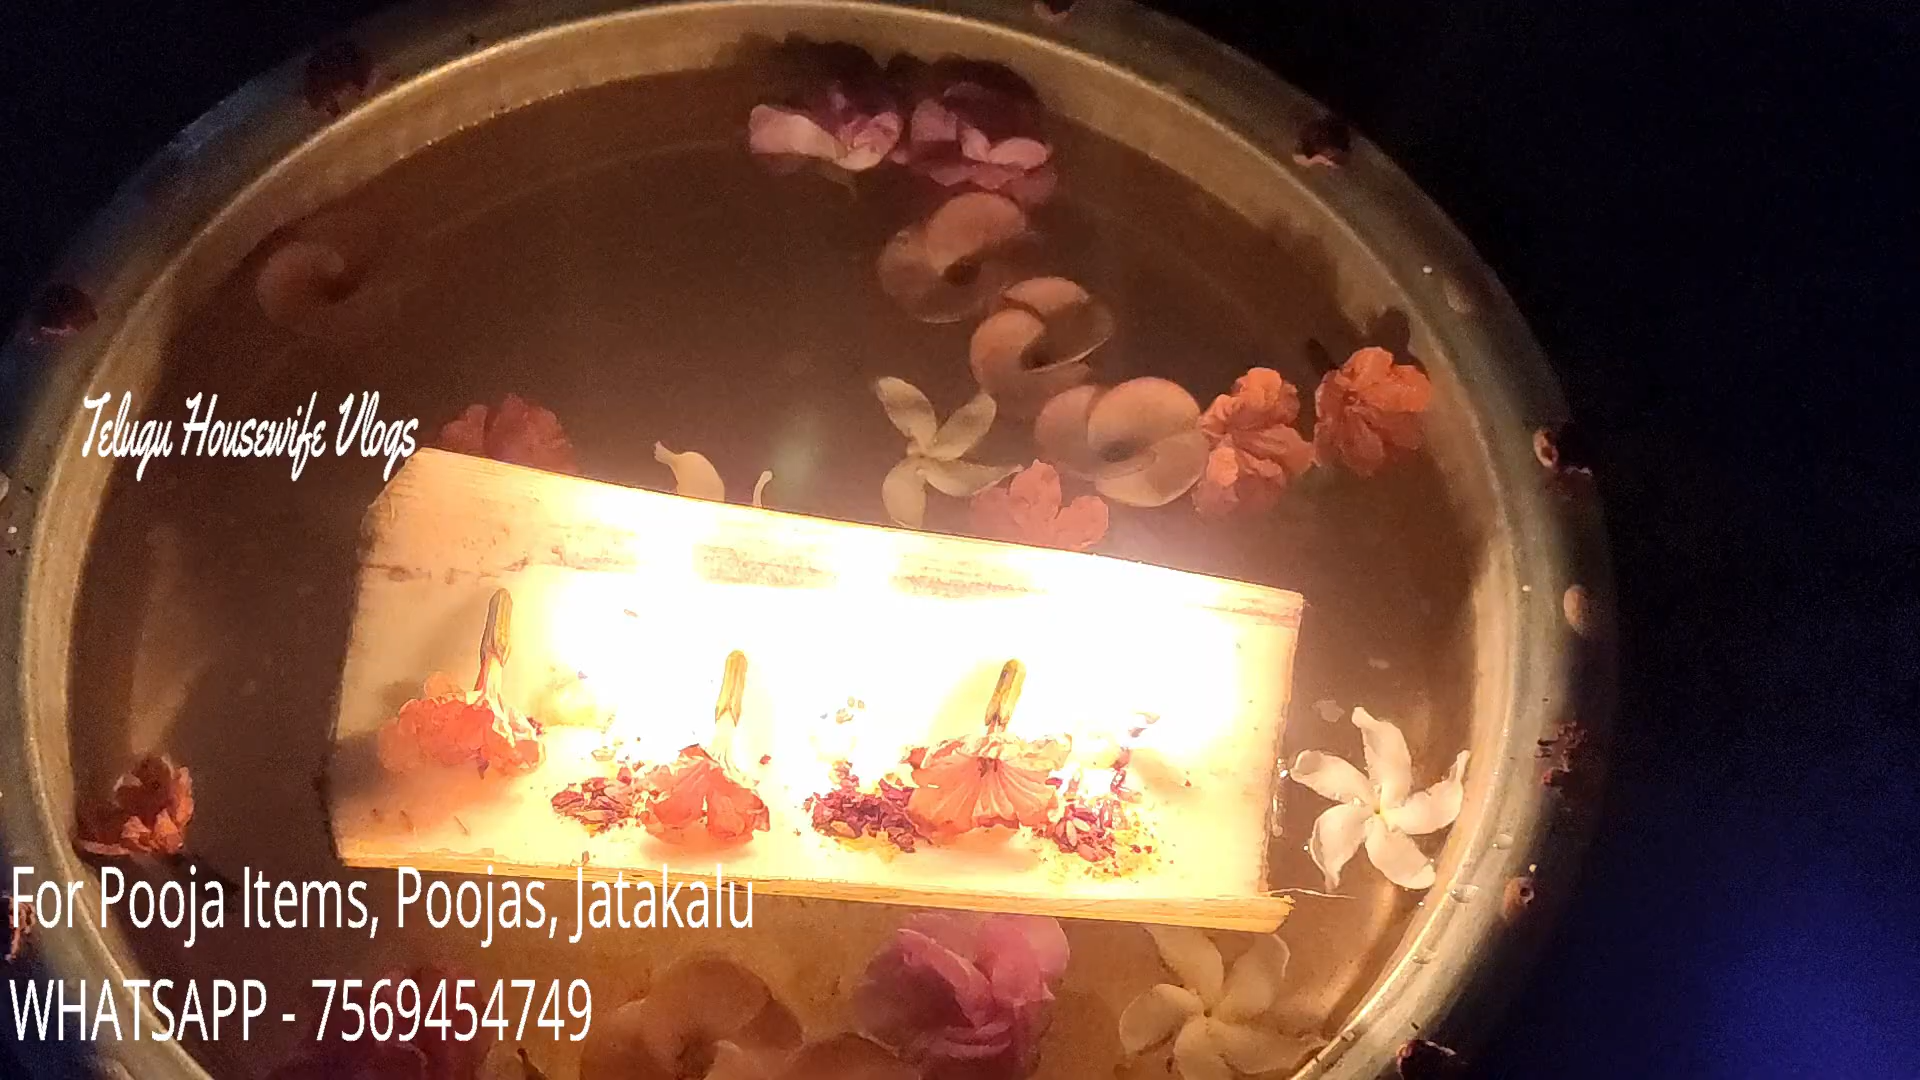 Telugu Housewife Vlogs
For Pooja Items, Poojas, Jatakalu
WHATSAPP - 7569454749